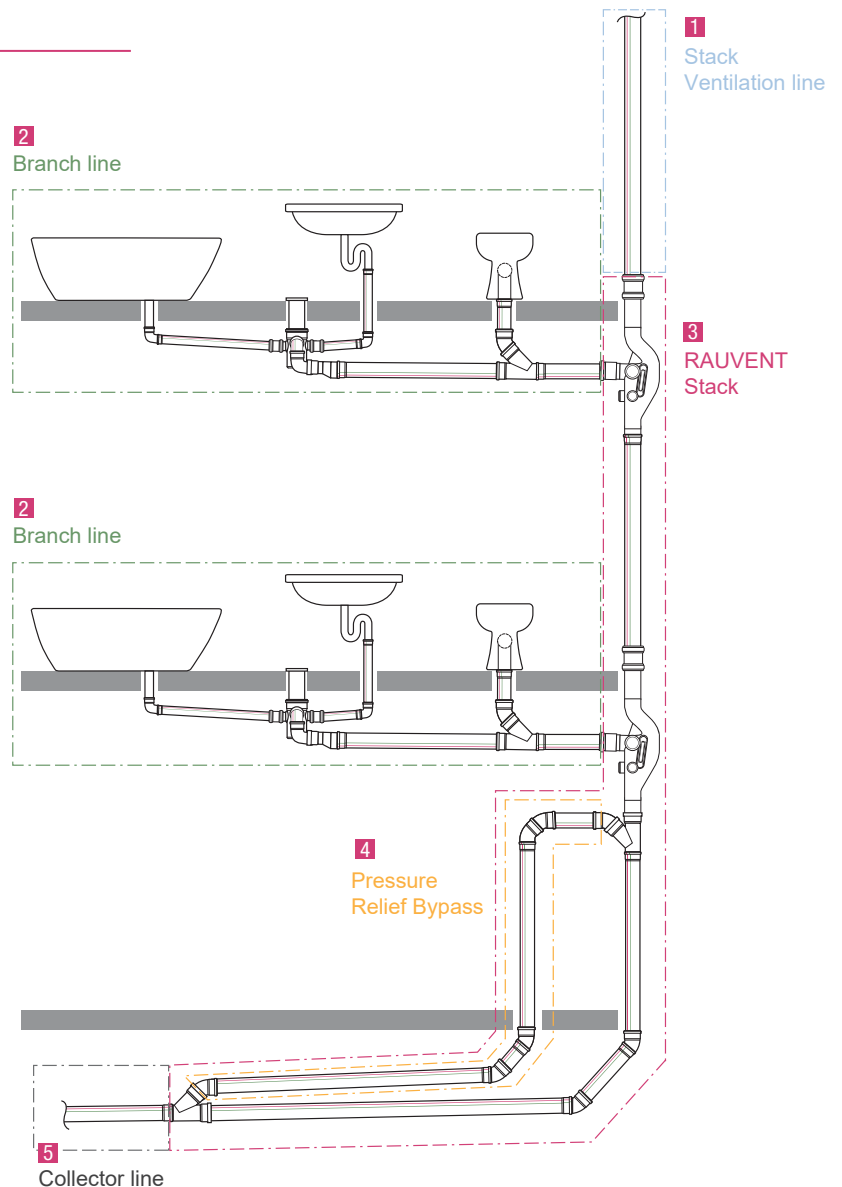 1
Stack
Ventilation line
2
Branch line
3
RAUVENT
Stack
2
Branch line
4
Pressure
Relief Bypass
5
Collector line